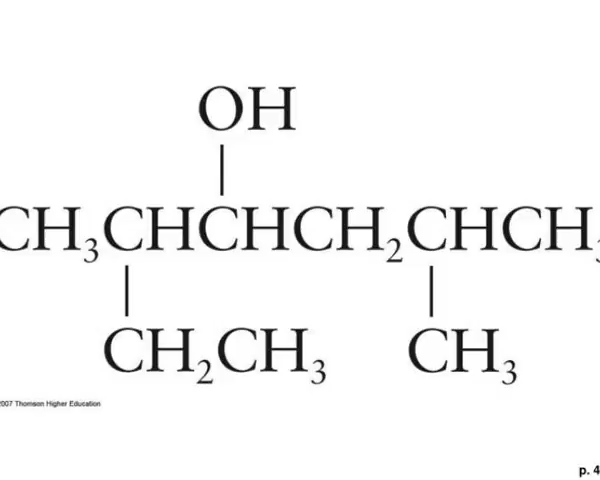 OH
CH₃CHCHCH₂CHCH₃
CH₂CH₃ CH₃
2007 Thomson Higher Education
p. 4